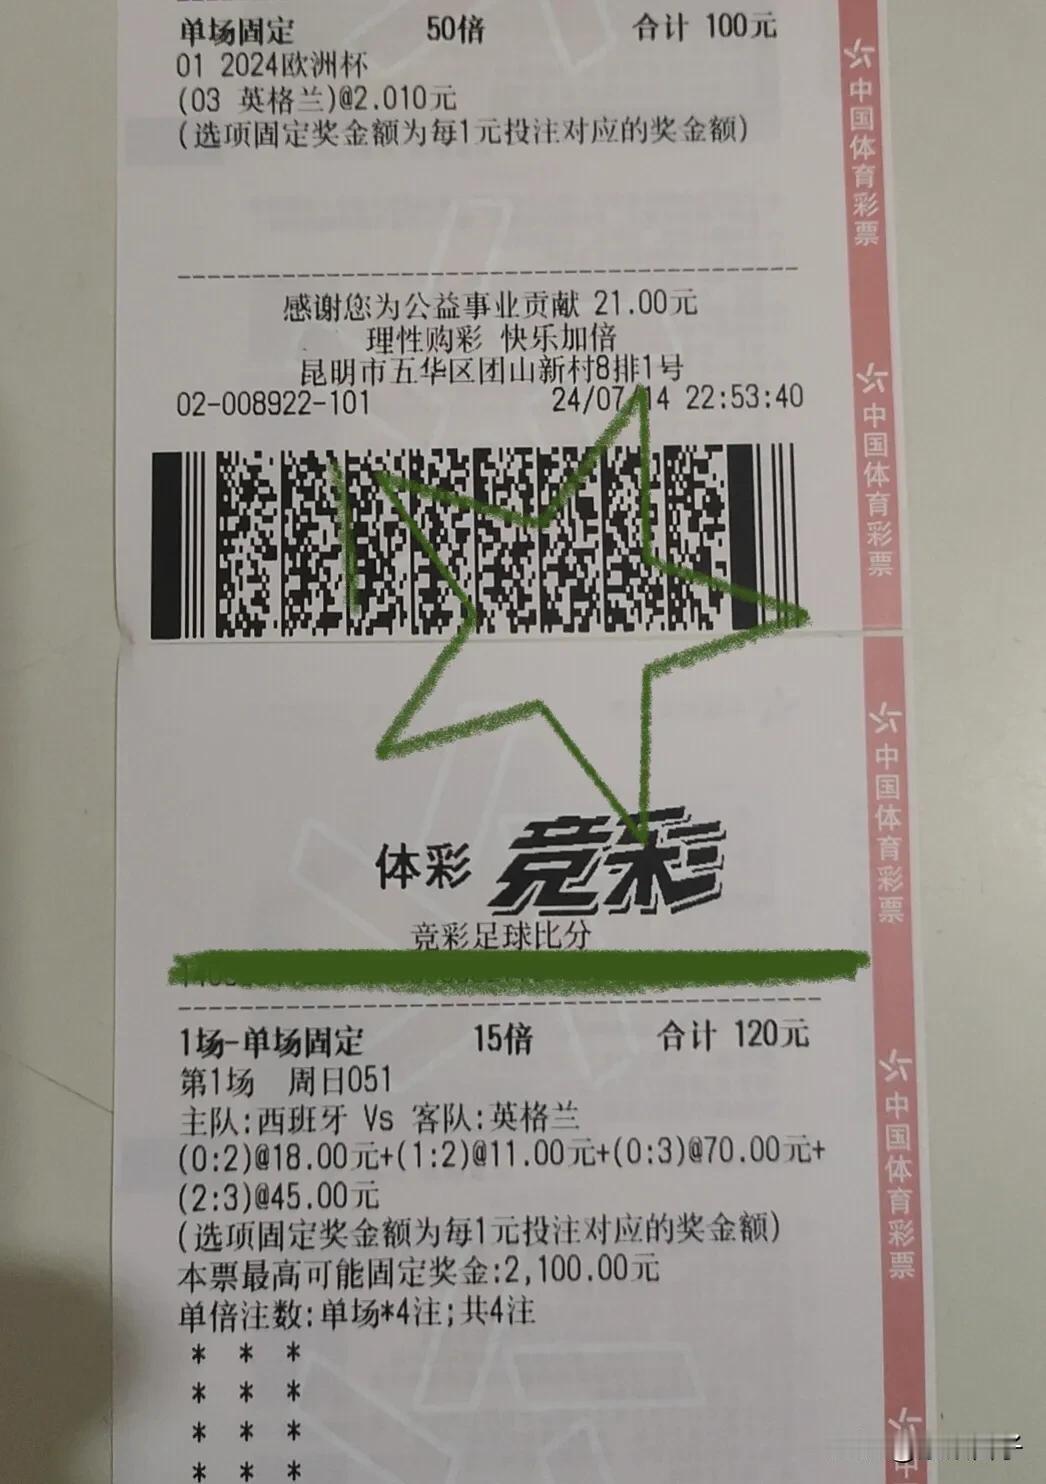 单场固定 50倍 合计 100元
01 2024欧洲杯
(03 英格兰)@2.010元
(选项固定奖金额为每1元投注对应的奖金额)
感谢您为公益事业贡献 21.00元
理性购彩 快乐加倍
昆明市五华区团山新村8排1号
02-008922-101 24/07/14 22:53:40
体彩 竞彩
竞彩足球比分
1场-单场固定 15倍 合计 120元
第1场 周日051
主队:西班牙 Vs 客队:英格兰
(0:2)@18.00元+(1:2)@11.00元+(0:3)@70.00元+
(2:3)@45.00元
(选项固定奖金额为每1元投注对应的奖金额)
本票最高可能固定奖金:2,100.00元
单倍注数:单场*4注;共4注
* * *
* * *
* * *
* * *
中国体育彩票
中国体育彩票
中国体育彩票
中国体育彩票
中